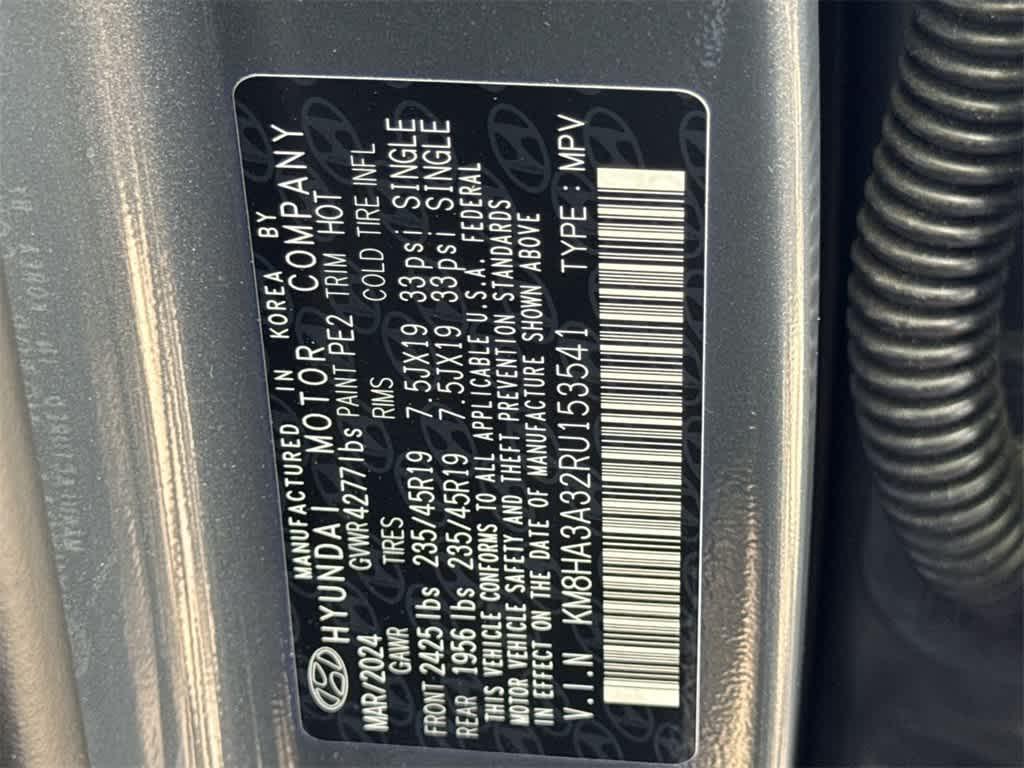 MANUFACTURED IN KOREA BY
HYUNDAI MOTOR COMPANY
MAR/2024 GVWR4277lbs PAINT PE2 TRIM HOT
GAWR TIRES RIMS COLD TIRE INFL
FRONT 2425 lbs 235/45R19 7.5JX19 33psi SINGLE
REAR 1956 lbs 235/45R19 7.5JX19 33psi SINGLE
THIS VEHICLE CONFORMS TO ALL APPLICABLE U.S.A. FEDERAL
MOTOR VEHICLE SAFETY AND THEFT PREVENTION STANDARDS
IN EFFECT ON THE DATE OF MANUFACTURE SHOWN ABOVE
V.I.N KM8HA3A32RU153541 TYPE: MPV